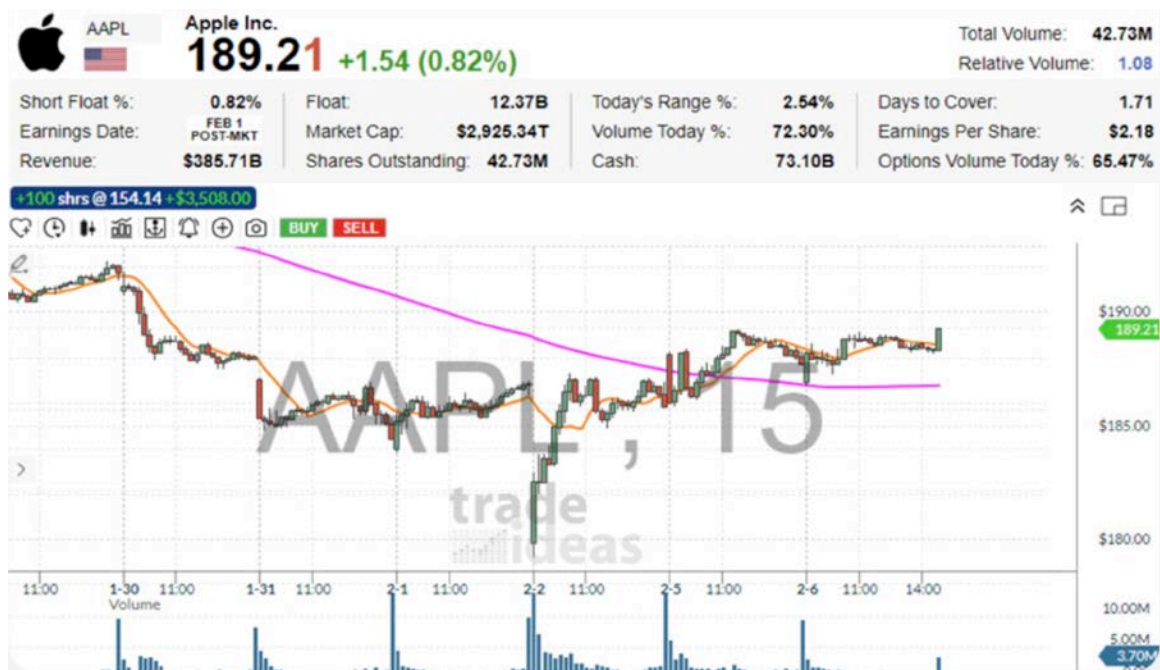 AAPL
Apple Inc.
189.21 +1.54 (0.82%)
Total Volume: 42.73M
Relative Volume: 1.08
Short Float %: 0.82%
Earnings Date: FEB 1 POST-MKT
Revenue: $385.71B
Float: 12.37B
Market Cap: $2,925.34T
Shares Outstanding: 42.73M
Today's Range %: 2.54%
Volume Today %: 72.30%
Cash: 73.10B
Days to Cover: 1.71
Earnings Per Share: $2.18
Options Volume Today %: 65.47%
+100 shrs @ 154.14 +$3,508.00
BUY SELL
$190.00
189.21
$185.00
$180.00
AAPL , 15
trade ideas
11:00 1-30 11:00 1-31 11:00 2-1 11:00 2-2 11:00 2-5 11:00 2-6 11:00 14:00
Volume
10.00M
5.00M
3.70M